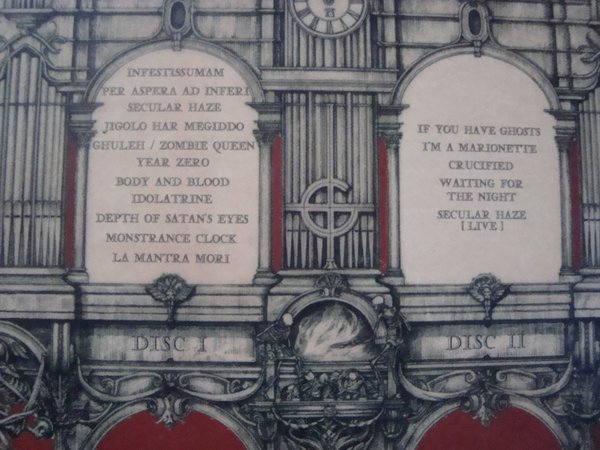 INFESTISSUMAM
PER ASPERA AD INFERI
SECULAR HAZE
JIGOLO HAR MEGIDDO
GHULEH / ZOMBIE QUEEN
YEAR ZERO
BODY AND BLOOD
IDOLATRINE
DEPTH OF SATAN'S EYES
MONSTRANCE CLOCK
LA MANTRA MORI
DISC I
IF YOU HAVE GHOSTS
I'M A MARIONETTE
CRUCIFIED
WAITING FOR
THE NIGHT
SECULAR HAZE
[LIVE]
DISC II